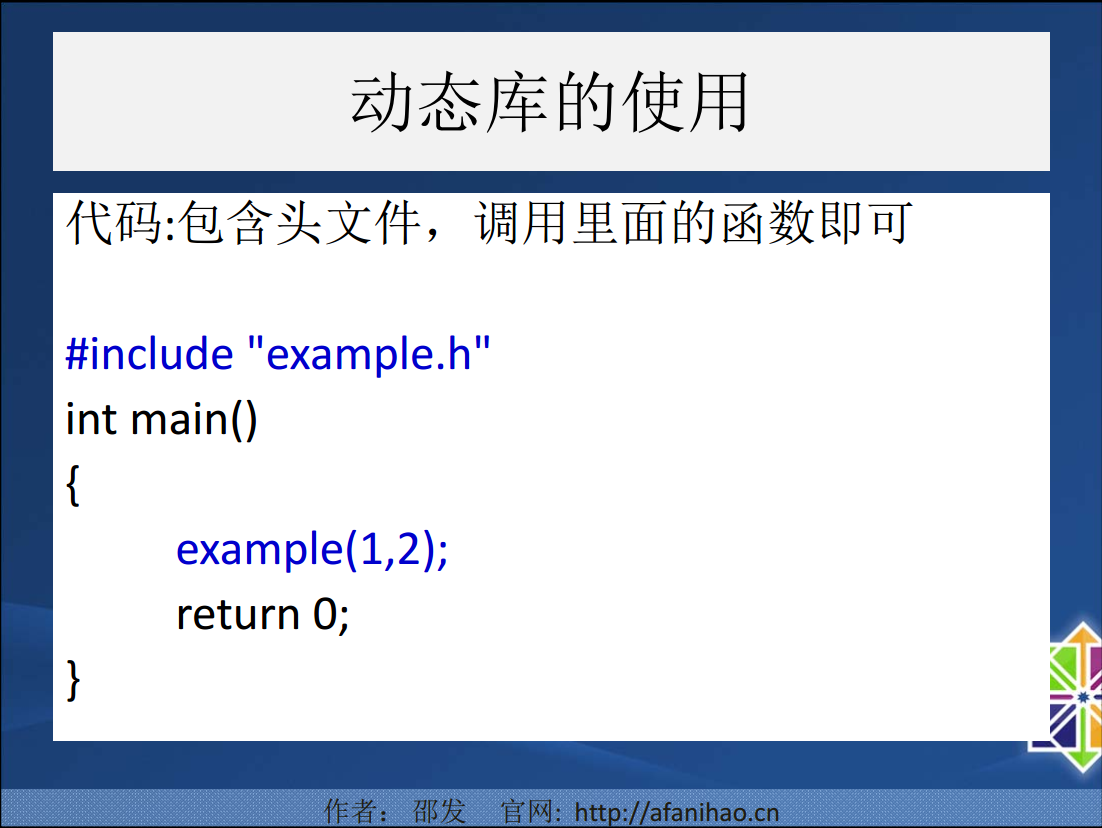 动态库的使用
代码:包含头文件，调用里面的函数即可
#include "example.h"
int main()
{
example(1,2);
return 0;
}
作者： 邵发 官网: http://afanihao.cn